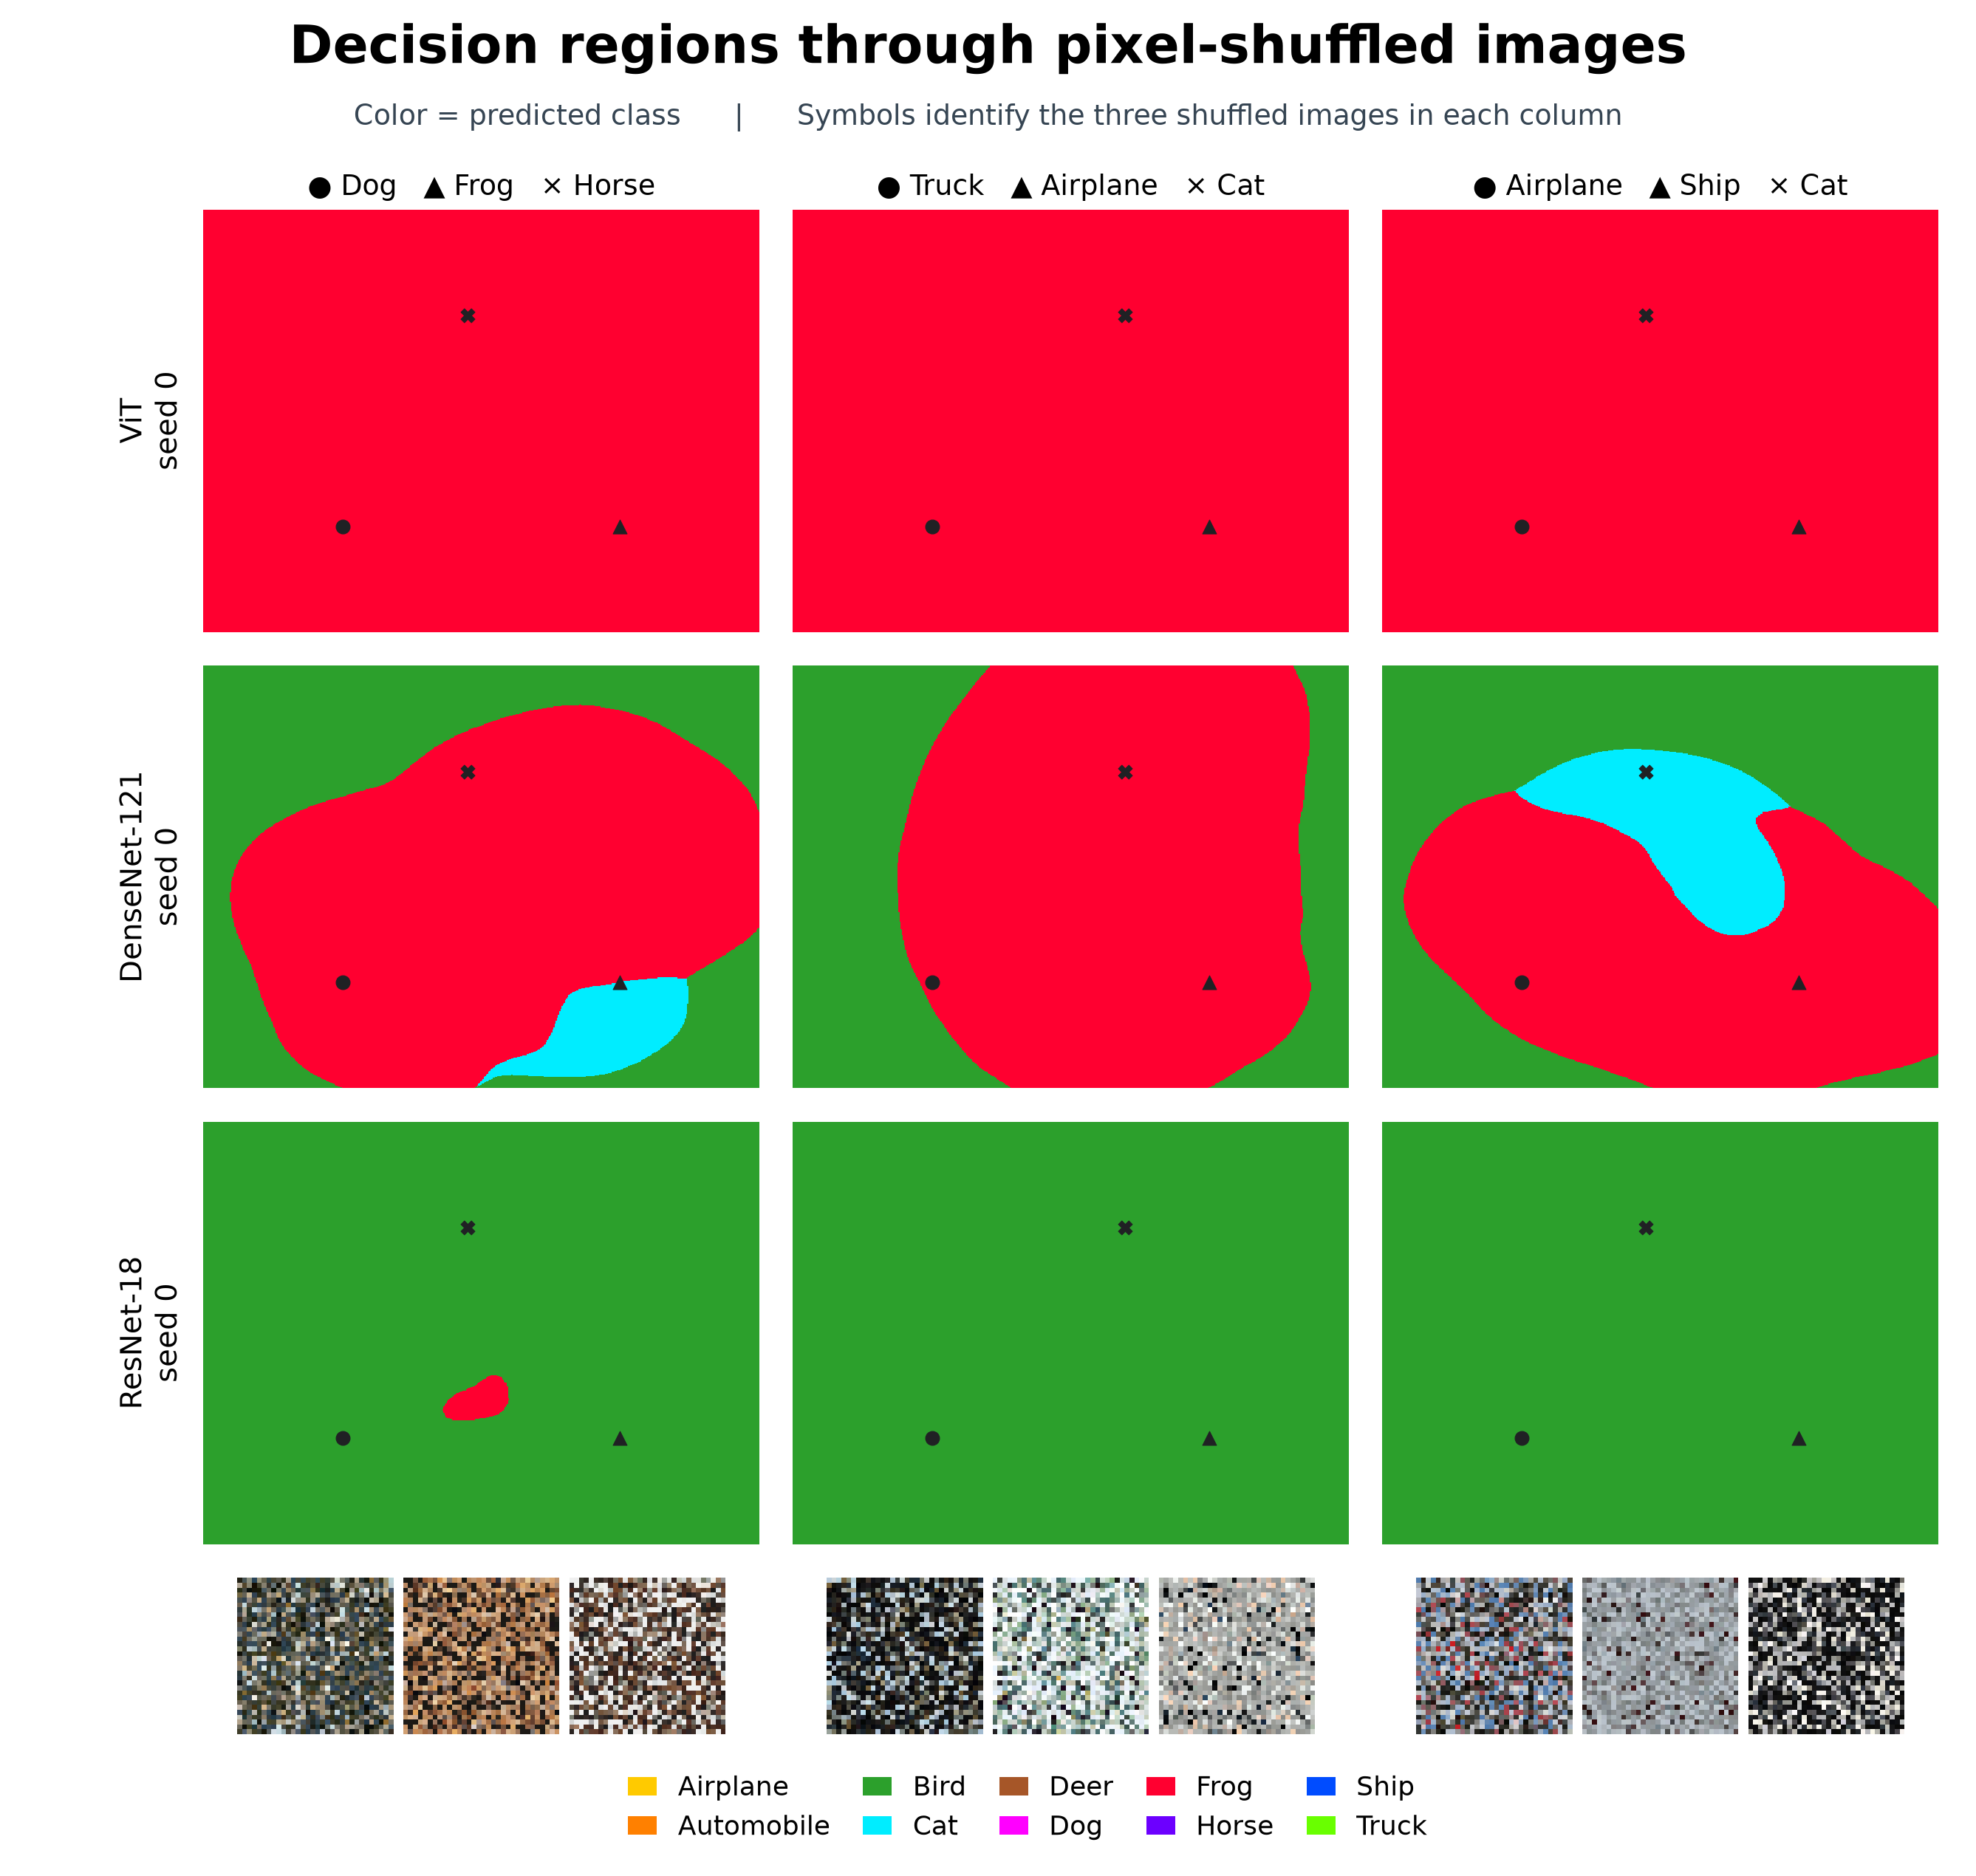 Decision regions through pixel-shuffled images
Color = predicted class | Symbols identify the three shuffled images in each column
● Dog ▲ Frog × Horse
● Truck ▲ Airplane × Cat
● Airplane ▲ Ship × Cat
ViT
seed 0
DenseNet-121
seed 0
ResNet-18
seed 0
Airplane Bird Deer Frog Ship
Automobile Cat Dog Horse Truck